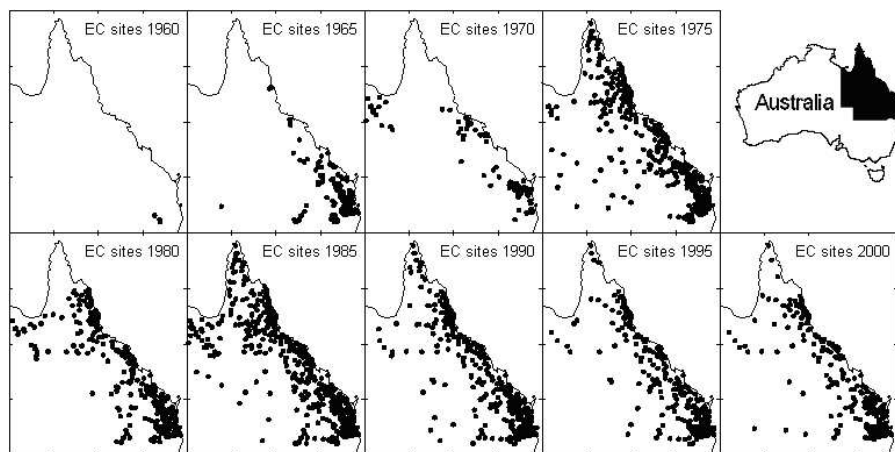 EC sites 1960
EC sites 1965
EC sites 1970
EC sites 1975
Australia
EC sites 1980
EC sites 1985
EC sites 1990
EC sites 1995
EC sites 2000